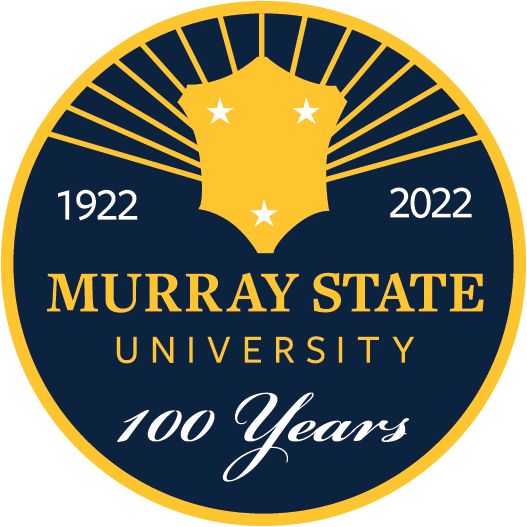 1922 2022
MURRAY STATE
UNIVERSITY
100 Years